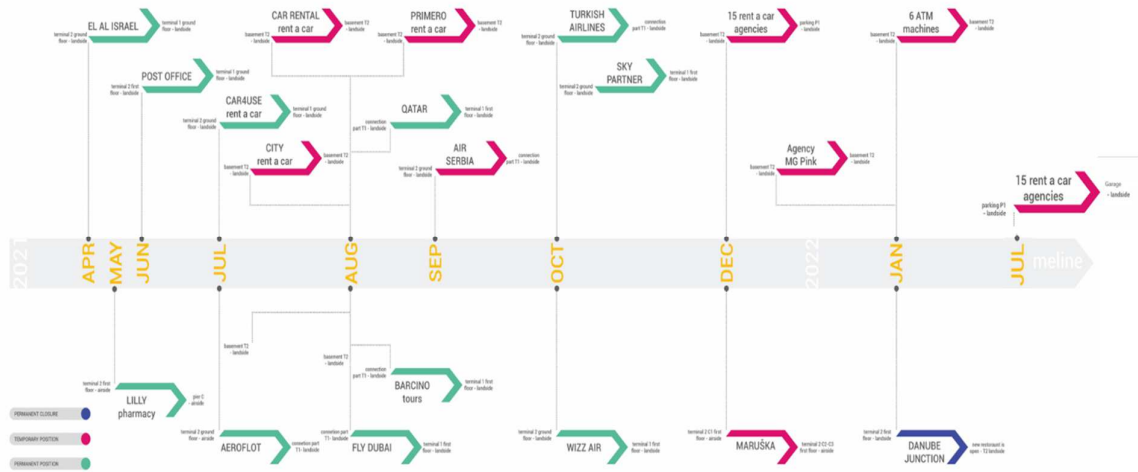 EL AL ISRAEL
terminal 2 ground
floor - landside
terminal 1 ground
floor - landside
POST OFFICE
terminal 2 first
floor - landside
terminal 1 ground
floor - landside
CAR4USE
rent a car
terminal 2 ground
floor - landside
terminal 1 ground
floor - landside
CAR RENTAL
rent a car
basement T2
- landside
basement T2
- landside
CITY
rent a car
basement T2
- landside
basement T2
- landside
PRIMERO
rent a car
basement T2
- landside
basement T2
- landside
QATAR
connection
part T1 - landside
terminal 1 first
floor - landside
AIR
SERBIA
terminal 2 ground
floor - landside
connection
part T1 - landside
TURKISH
AIRLINES
terminal 2 ground
floor - landside
connection
part T1 - landside
SKY
PARTNER
terminal 2 ground
floor - landside
terminal 1 first
floor - landside
15 rent a car
agencies
basement T2
- landside
parking P1
- landside
6 ATM
machines
basement T2
- landside
basement T2
- landside
Agency
MG Pink
basement T2
- landside
basement T2
- landside
15 rent a car
agencies
parking P1
- landside
Garage
- landside
2021
APR
MAY
JUN
JUL
AUG
SEP
OCT
DEC
2022
JAN
JUL
meline
LILLY
pharmacy
terminal 2 first
floor - airside
pier C
- airside
AEROFLOT
terminal 2 ground
floor - airside
connection part
T1- landside
basement T2
- landside
basement T2
- landside
BARCINO
tours
connection
part T1 - landside
terminal 1 first
floor - landside
FLY DUBAI
connection part
T1- landside
terminal 1 first
floor - landside
WIZZ AIR
terminal 2 ground
floor - landside
terminal 1 first
floor - landside
MARUŠKA
terminal 2 C1 first
floor - airside
terminal 2 C2-C3
first floor - airside
DANUBE
JUNCTION
terminal 2 first
floor - landside
new restourant is
open - T2 landside
PERMANENT CLOSURE
TEMPORARY POSITION
PERMANENT POSITION